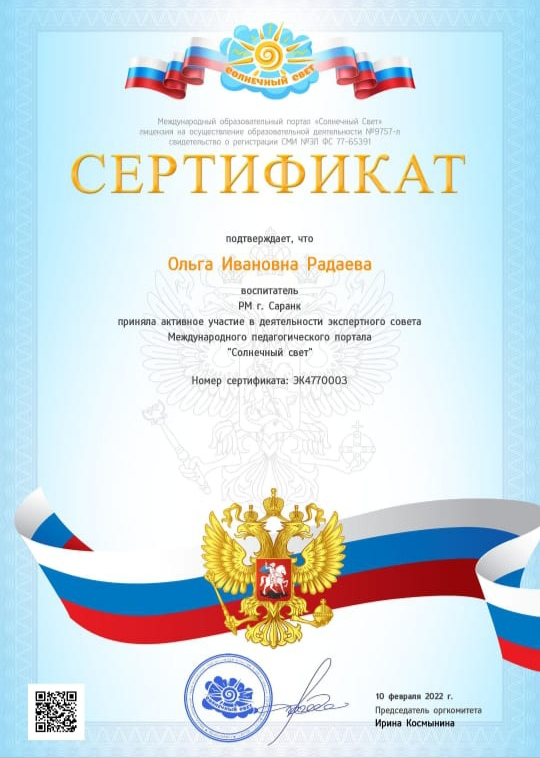 СОЛНЕЧНЫЙ СВЕТ
Международный образовательный портал «Солнечный Свет»
лицензия на осуществление образовательной деятельности №9757-л
свидетельство о регистрации СМИ №ЭЛ ФС 77-65391
СЕРТИФИКАТ
подтверждает, что
Ольга Ивановна Радаева
воспитатель
РМ г. Саранк
приняла активное участие в деятельности экспертного совета
Международного педагогического портала
"Солнечный свет"
Номер сертификата: ЭК4770003
СОЛНЕЧНЫЙ СВЕТ
10 февраля 2022 г.
Председатель оргкомитета
Ирина Космынина